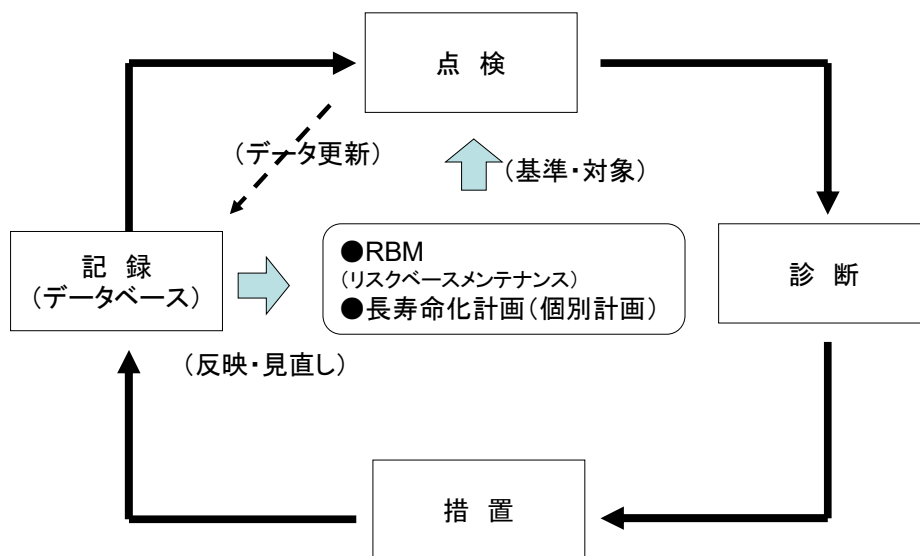 点 検
(データ更新)
(基準・対象)
記 録
(データベース)
●RBM
(リスクベースメンテナンス)
●長寿命化計画(個別計画)
診 断
(反映・見直し)
措 置